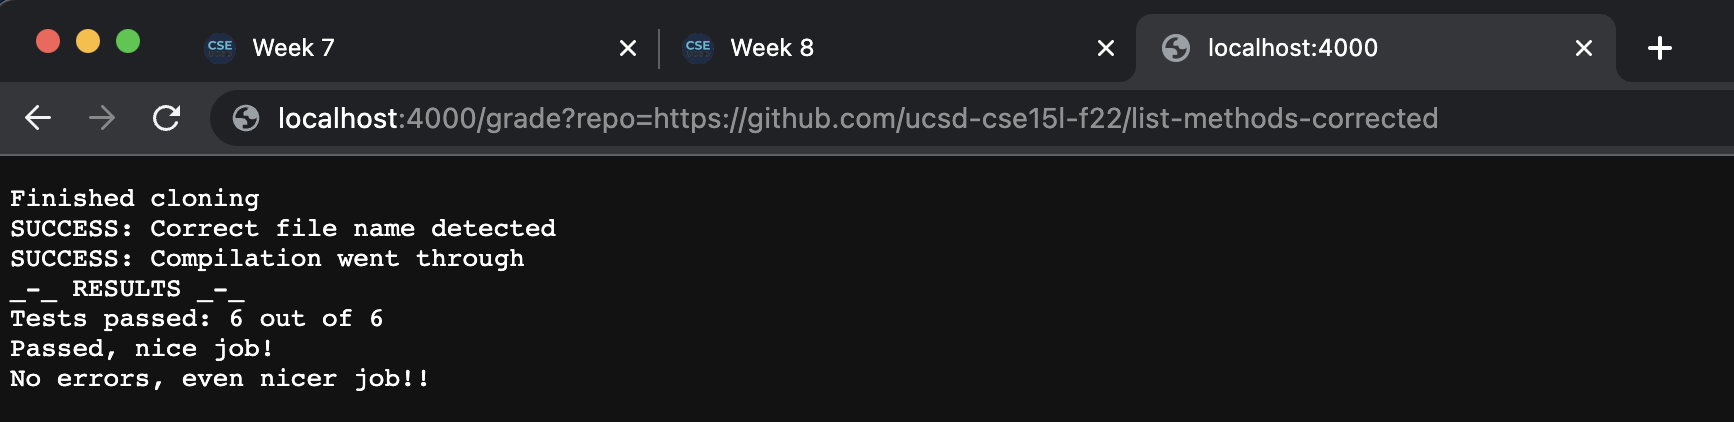 CSE Week 7 CSE Week 8 localhost:4000
localhost:4000/grade?repo=https://github.com/ucsd-cse15l-f22/list-methods-corrected
Finished cloning
SUCCESS: Correct file name detected
SUCCESS: Compilation went through
_-_ RESULTS _-_
Tests passed: 6 out of 6
Passed, nice job!
No errors, even nicer job!!